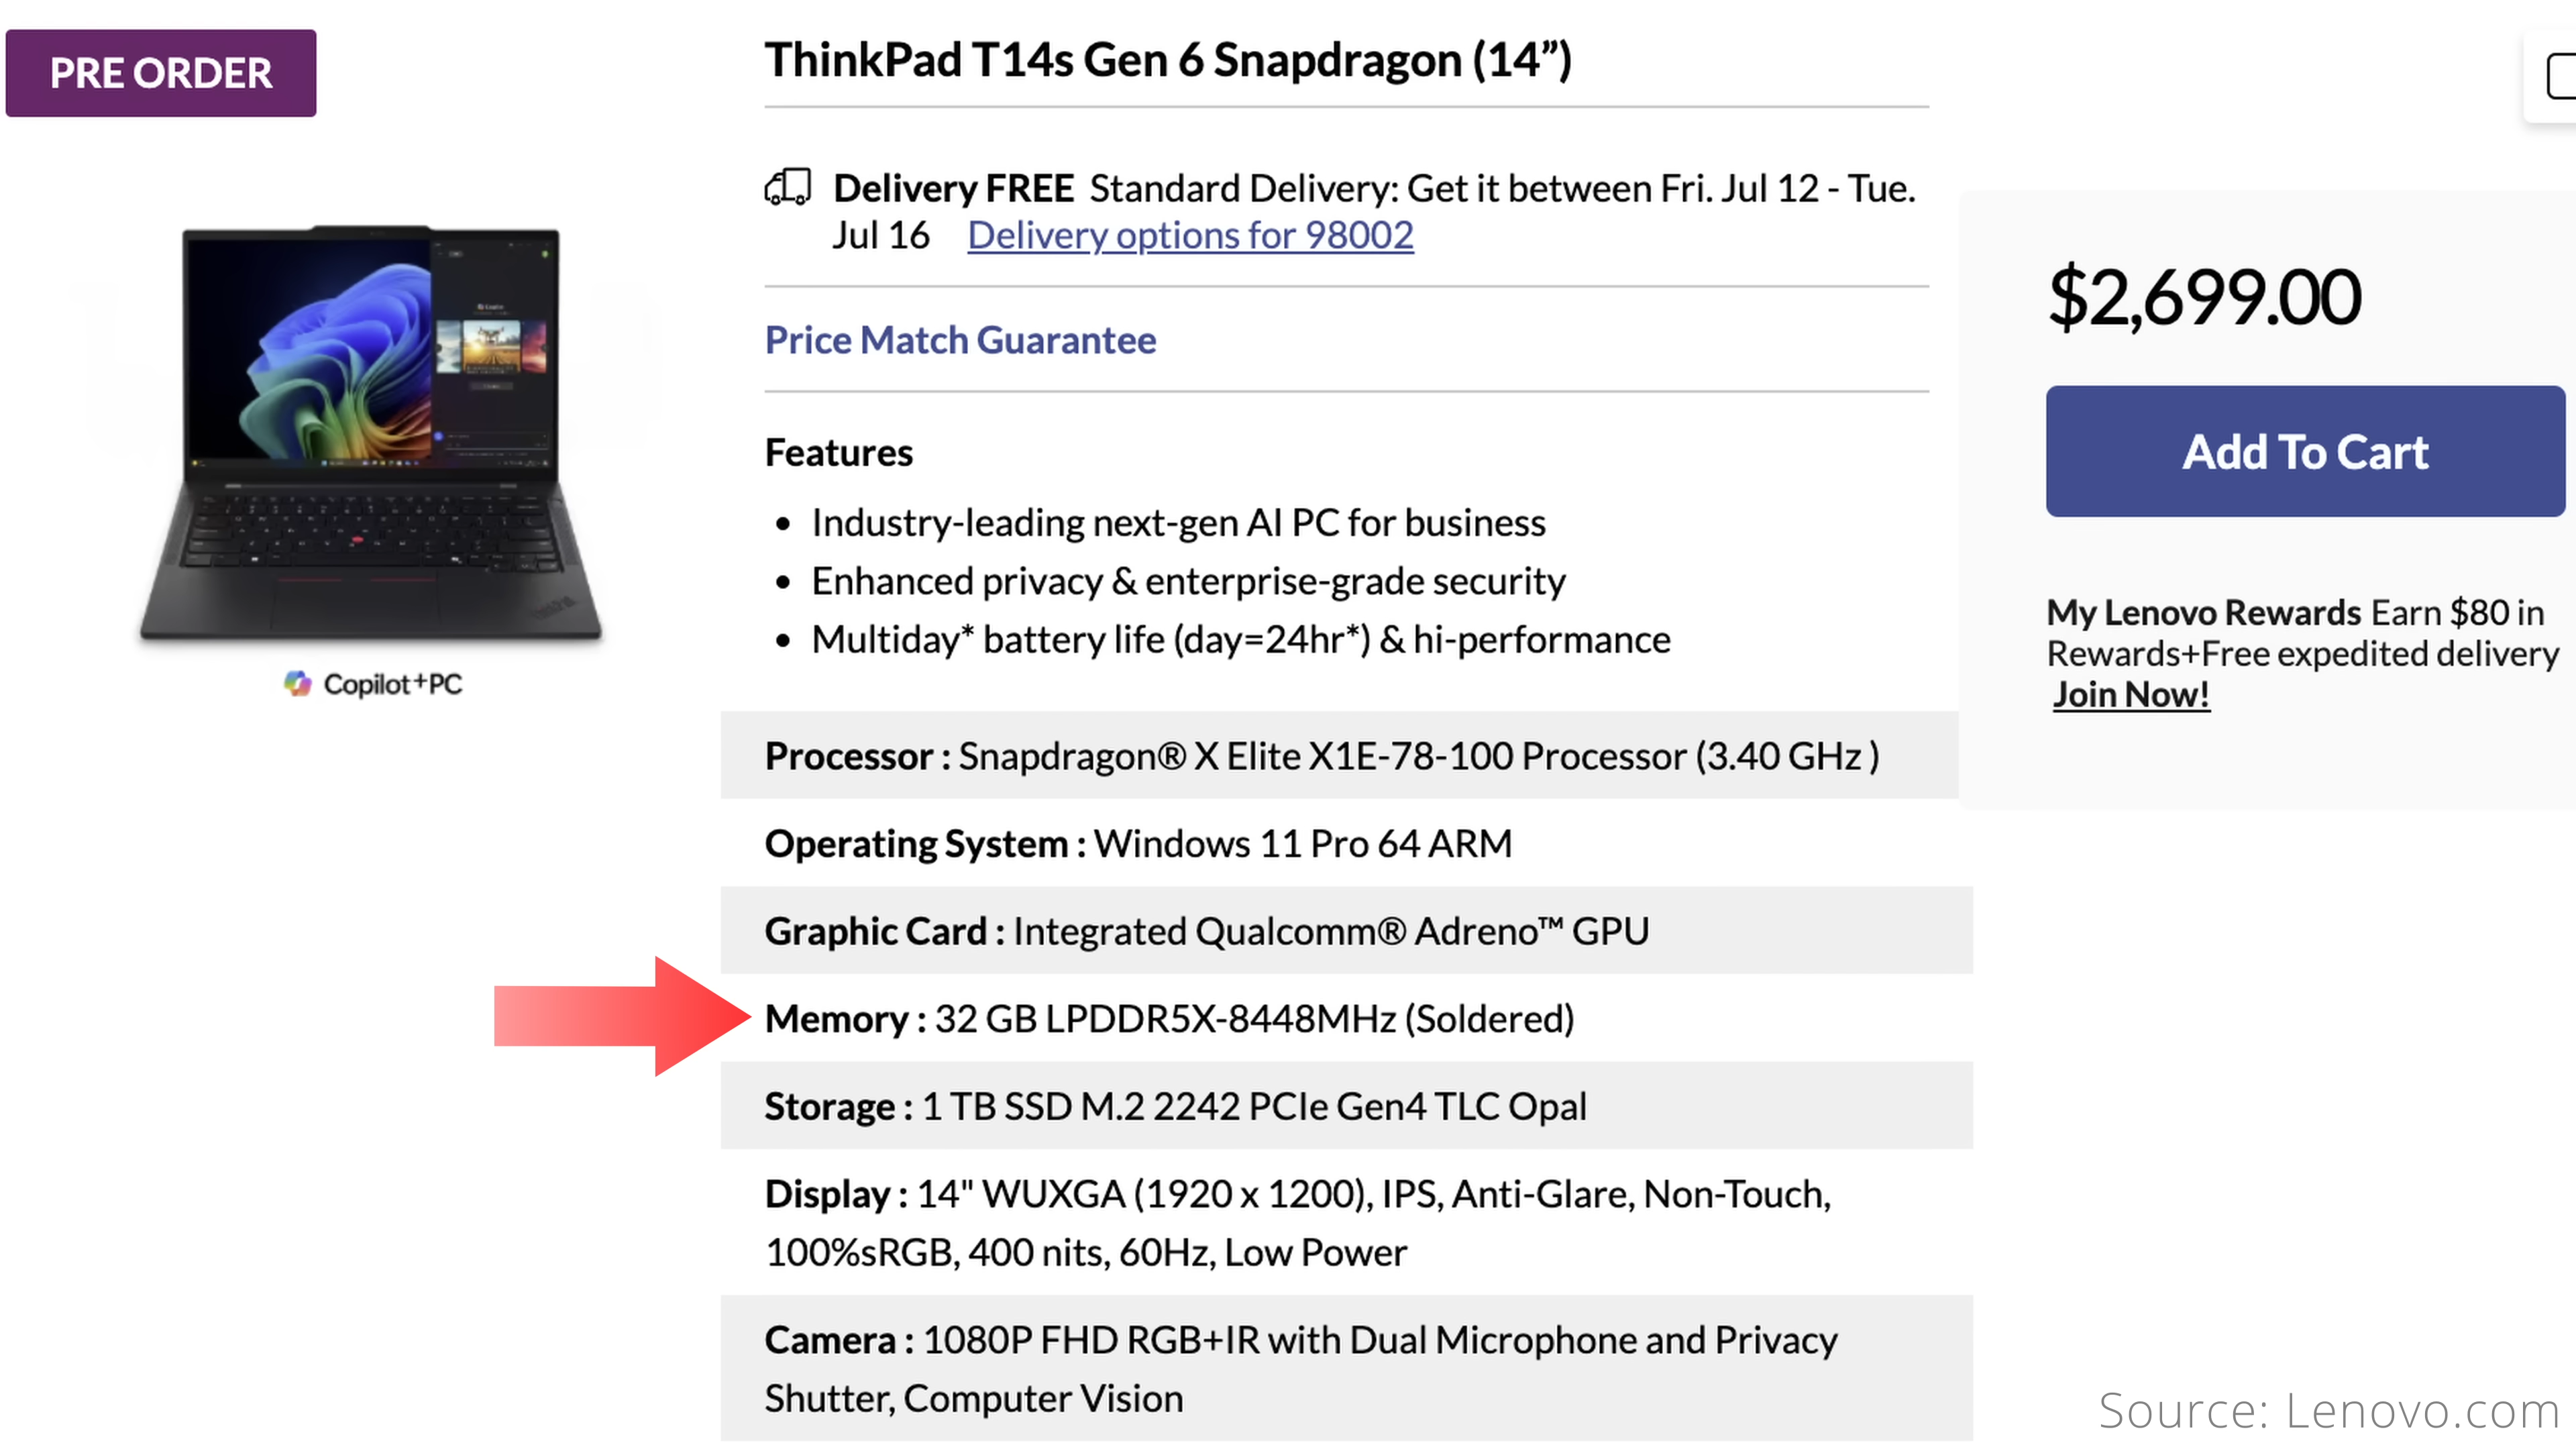 PRE ORDER
ThinkPad T14s Gen 6 Snapdragon (14”)
Delivery FREE Standard Delivery: Get it between Fri. Jul 12 - Tue.
Jul 16 Delivery options for 98002
Price Match Guarantee
Features
• Industry-leading next-gen AI PC for business
• Enhanced privacy & enterprise-grade security
• Multiday* battery life (day=24hr*) & hi-performance
Copilot+PC
Processor : Snapdragon® X Elite X1E-78-100 Processor (3.40 GHz )
Operating System : Windows 11 Pro 64 ARM
Graphic Card : Integrated Qualcomm® Adreno™ GPU
Memory : 32 GB LPDDR5X-8448MHz (Soldered)
Storage : 1 TB SSD M.2 2242 PCIe Gen4 TLC Opal
Display : 14" WUXGA (1920 x 1200), IPS, Anti-Glare, Non-Touch,
100%sRGB, 400 nits, 60Hz, Low Power
Camera : 1080P FHD RGB+IR with Dual Microphone and Privacy
Shutter, Computer Vision
$2,699.00
Add To Cart
My Lenovo Rewards Earn $80 in
Rewards+Free expedited delivery
Join Now!
Source: Lenovo.com